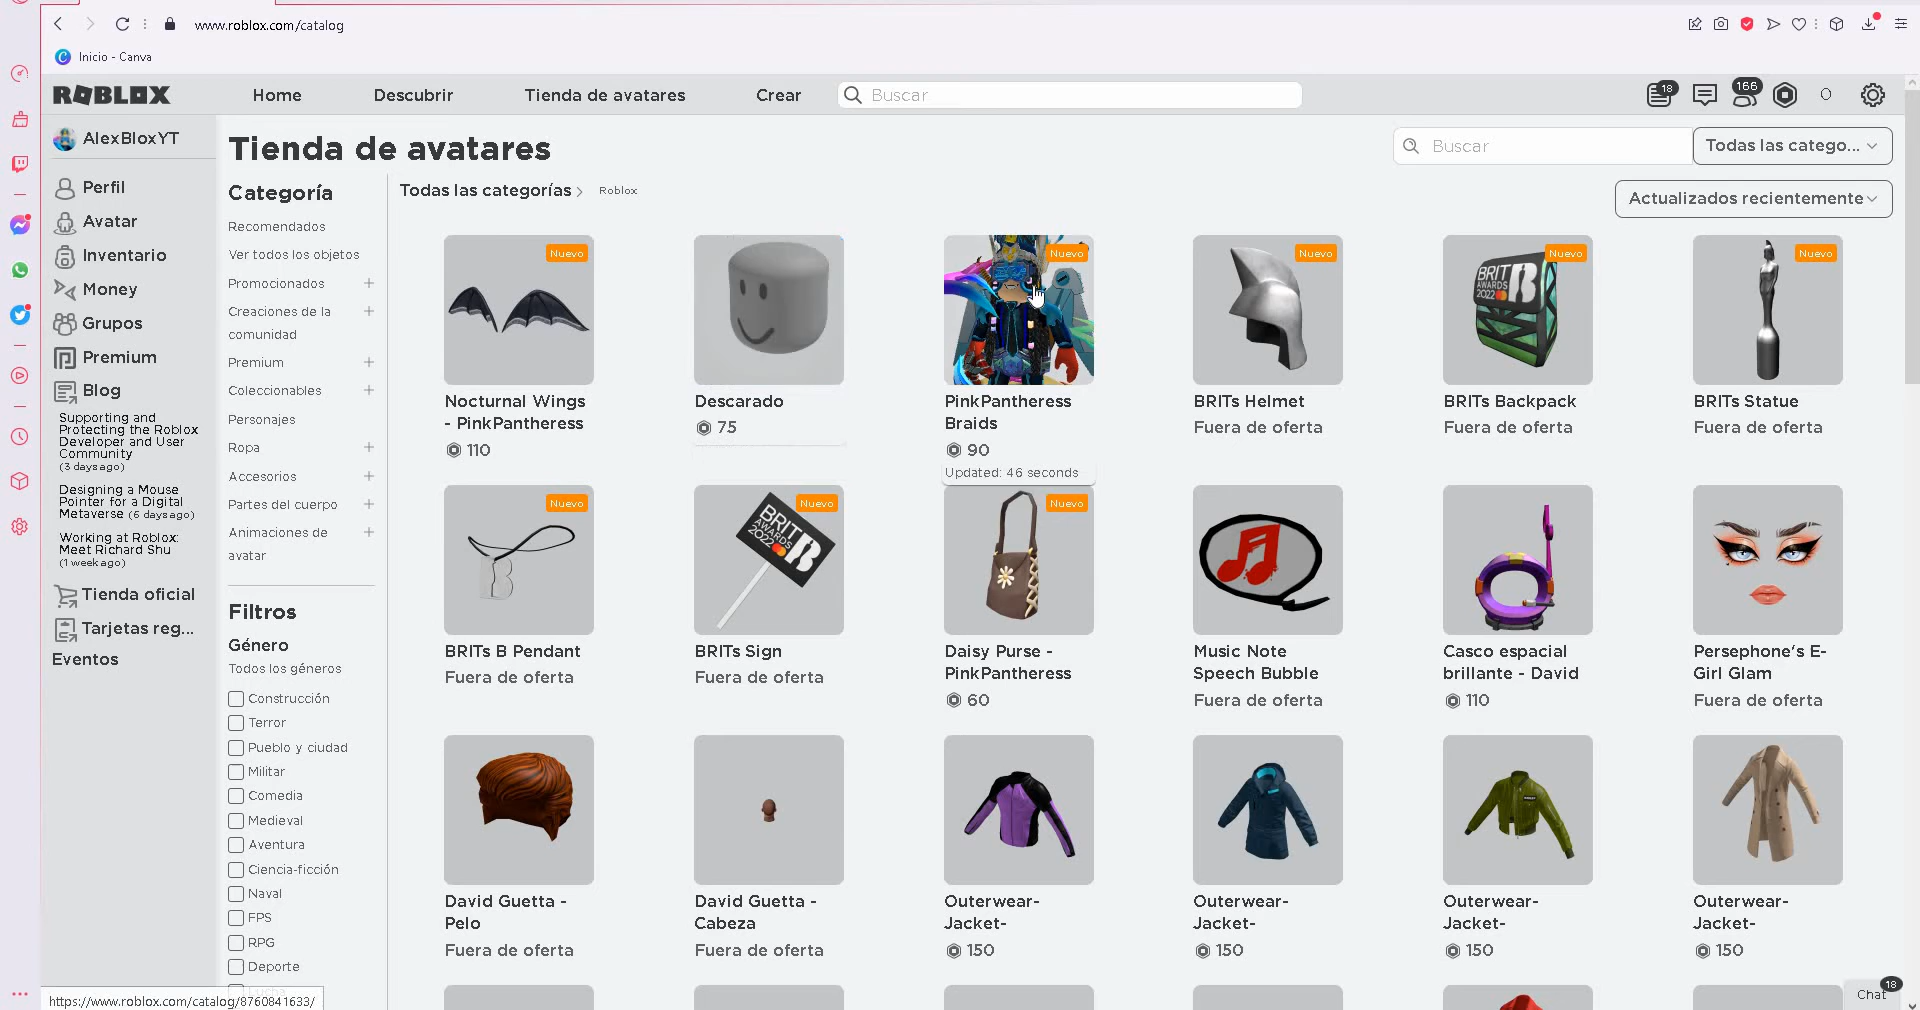 www.roblox.com/catalog
Inicio - Canva
ROBLOX
Home
Descubrir
Tienda de avatares
Crear
Buscar
18
166
0
AlexBloxYT
Perfil
Avatar
Inventario
Money
Grupos
Premium
Blog
Supporting and
Protecting the Roblox
Developer and User
Community
(3 days ago)
Designing a Mouse
Pointer for a Digital
Metaverse (6 days ago)
Working at Roblox:
Meet Richard Shu
(1 week ago)
Tienda oficial
Tarjetas reg...
Eventos
Tienda de avatares
Buscar
Todas las catego...
Categoría
Recomendados
Ver todos los objetos
Promocionados
Creaciones de la
comunidad
Premium
Coleccionables
Personajes
Ropa
Accesorios
Partes del cuerpo
Animaciones de
avatar
Filtros
Género
Todos los géneros
Construcción
Terror
Pueblo y ciudad
Militar
Comedia
Medieval
Aventura
Ciencia-ficción
Naval
FPS
RPG
Deporte
Lucha
Todas las categorías >
Roblox
Actualizados recientemente
Nuevo
Nocturnal Wings
- PinkPantheress
110
Descarado
75
Nuevo
PinkPantheress
Braids
90
Updated: 46 seconds
Nuevo
BRITs Helmet
Fuera de oferta
Nuevo
BRIT
AWARDS
2022
BRITs Backpack
Fuera de oferta
Nuevo
BRITs Statue
Fuera de oferta
Nuevo
BRITs B Pendant
Fuera de oferta
Nuevo
BRIT
AWARDS
2022
BRITs Sign
Fuera de oferta
Nuevo
Daisy Purse -
PinkPantheress
60
Music Note
Speech Bubble
Fuera de oferta
Casco espacial
brillante - David
110
Persephone's E-
Girl Glam
Fuera de oferta
David Guetta -
Pelo
Fuera de oferta
David Guetta -
Cabeza
Fuera de oferta
Outerwear-
Jacket-
150
Outerwear-
Jacket-
150
Outerwear-
Jacket-
150
Outerwear-
Jacket-
150
https://www.roblox.com/catalog/8760841633/
Chat
18